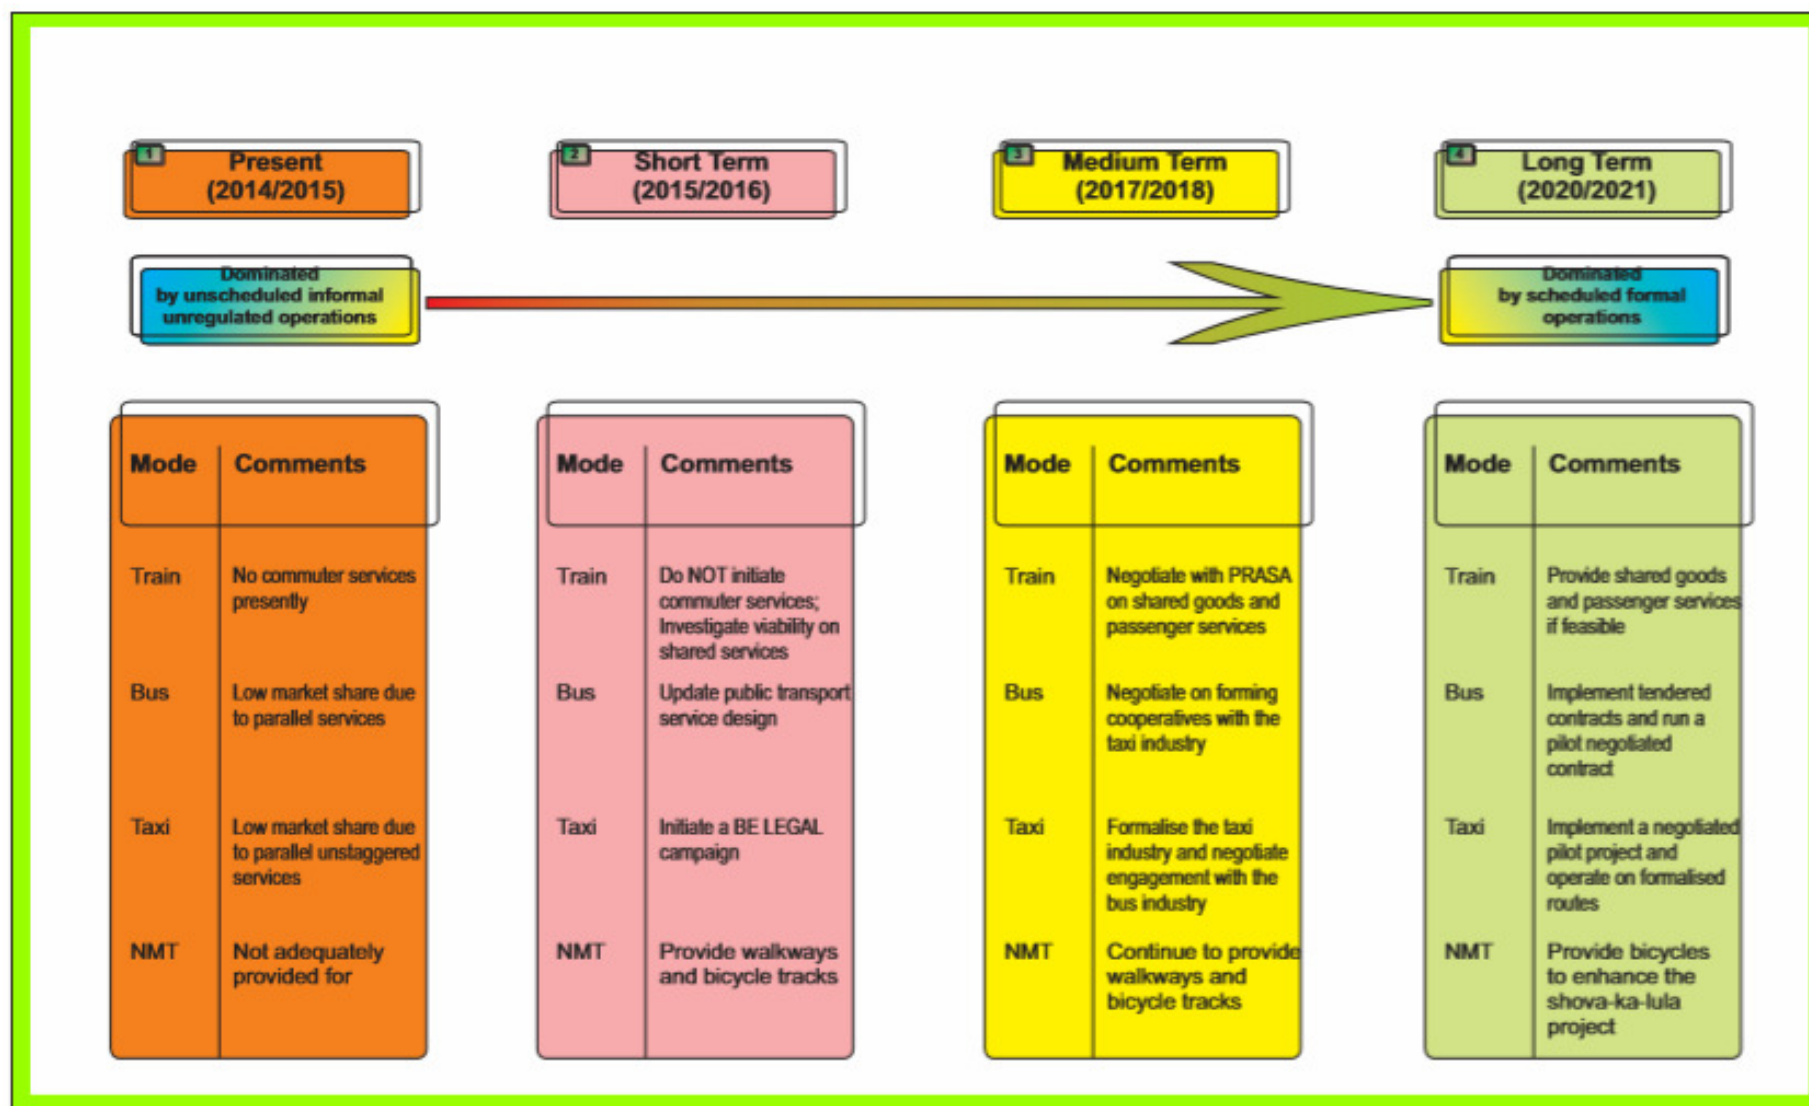 1
Present
(2014/2015)
2
Short Term
(2015/2016)
3
Medium Term
(2017/2018)
4
Long Term
(2020/2021)
Dominated
by unscheduled informal
unregulated operations
Dominated
by scheduled formal
operations
Mode Comments
Train No commuter services
presently
Bus Low market share due
to parallel services
Taxi Low market share due
to parallel unstaggered
services
NMT Not adequately
provided for
Mode Comments
Train Do NOT initiate
commuter services;
Investigate viability on
shared services
Bus Update public transport
service design
Taxi Initiate a BE LEGAL
campaign
NMT Provide walkways
and bicycle tracks
Mode Comments
Train Negotiate with PRASA
on shared goods and
passenger services
Bus Negotiate on forming
cooperatives with the
taxi industry
Taxi Formalise the taxi
industry and negotiate
engagement with the
bus industry
NMT Continue to provide
walkways and
bicycle tracks
Mode Comments
Train Provide shared goods
and passenger services
if feasible
Bus Implement tendered
contracts and run a
pilot negotiated
contract
Taxi Implement a negotiated
pilot project and
operate on formalised
routes
NMT Provide bicycles
to enhance the
shova-ka-lula
project